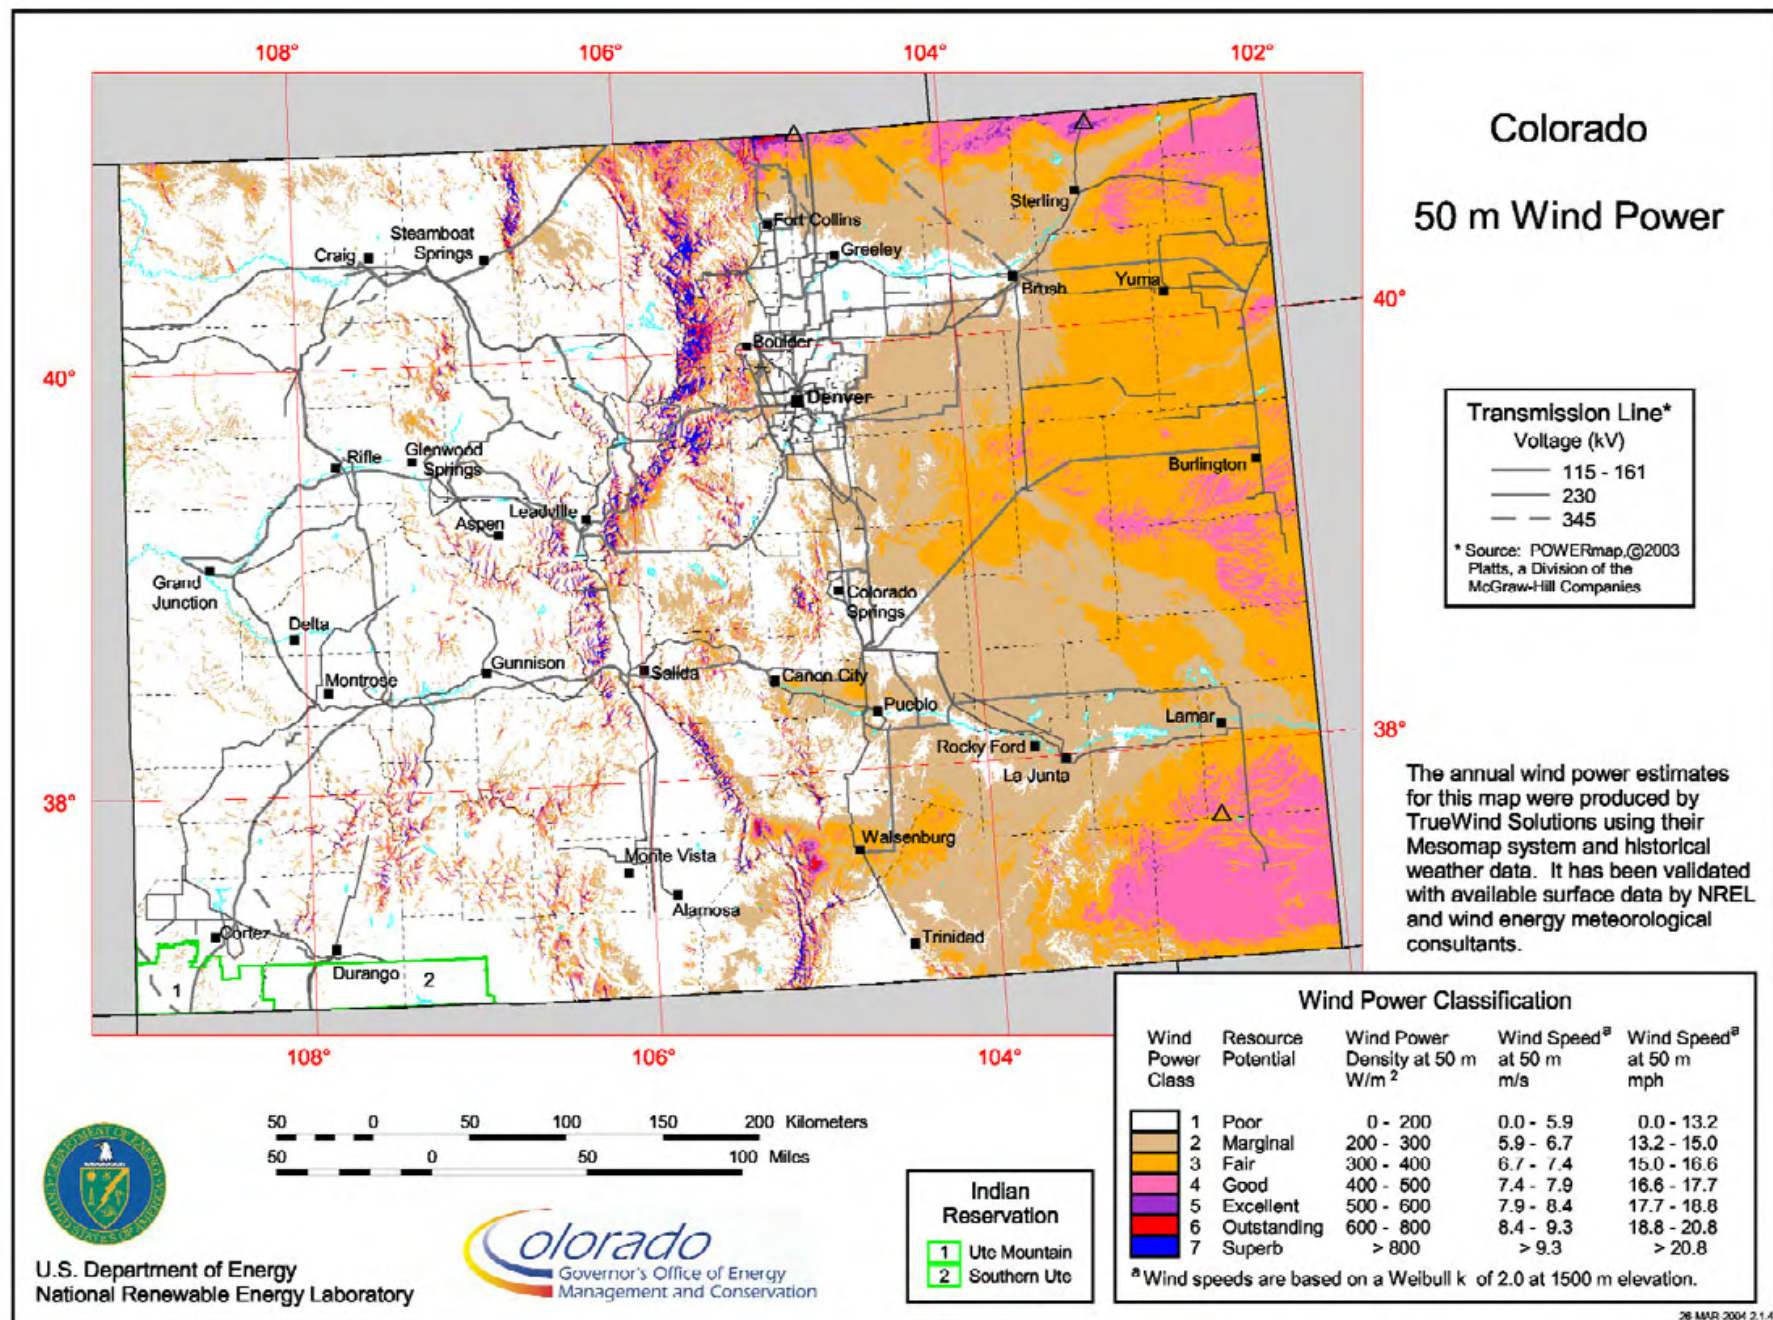 108°
106°
104°
102°
Colorado
50 m Wind Power
Fort Collins
Sterling
Steamboat
Springs
Craig
Greeley
Brush
Yuma
40°
Boulder
40°
Denver
Transmission Line*
Voltage (kV)
115 - 161
230
345
* Source: POWERmap,©2003
Platts, a Division of the
McGraw-Hill Companies
Rifle
Glenwood
Springs
Burlington
Leadville
Aspen
Grand
Junction
Colorado
Springs
Delta
Gunnison
Montrose
Salida
Canon City
Pueblo
Lamar
38°
Rocky Ford
La Junta
38°
The annual wind power estimates
for this map were produced by
TrueWind Solutions using their
Mesomap system and historical
weather data. It has been validated
with available surface data by NREL
and wind energy meteorological
consultants.
Walsenburg
Monte Vista
Alamosa
Cortez
Trinidad
Durango
1
2
108°
106°
104°
Wind Power Classification
Wind Resource Wind Power Wind Speedᵃ Wind Speedᵃ
Power Potential Density at 50 m at 50 m at 50 m
Class W/m² m/s mph
1 Poor 0 - 200 0.0 - 5.9 0.0 - 13.2
2 Marginal 200 - 300 5.9 - 6.7 13.2 - 15.0
3 Fair 300 - 400 6.7 - 7.4 15.0 - 16.6
4 Good 400 - 500 7.4 - 7.9 16.6 - 17.7
5 Excellent 500 - 600 7.9 - 8.4 17.7 - 18.8
6 Outstanding 600 - 800 8.4 - 9.3 18.8 - 20.8
7 Superb > 800 > 9.3 > 20.8
ᵃ Wind speeds are based on a Weibull k of 2.0 at 1500 m elevation.
50 0 50 100 150 200 Kilometers
50 0 50 100 Miles
Indian
Reservation
1 Ute Mountain
2 Southern Ute
U.S. Department of Energy
National Renewable Energy Laboratory
Colorado
Governor's Office of Energy
Management and Conservation
26-MAR-2004 2.1.4